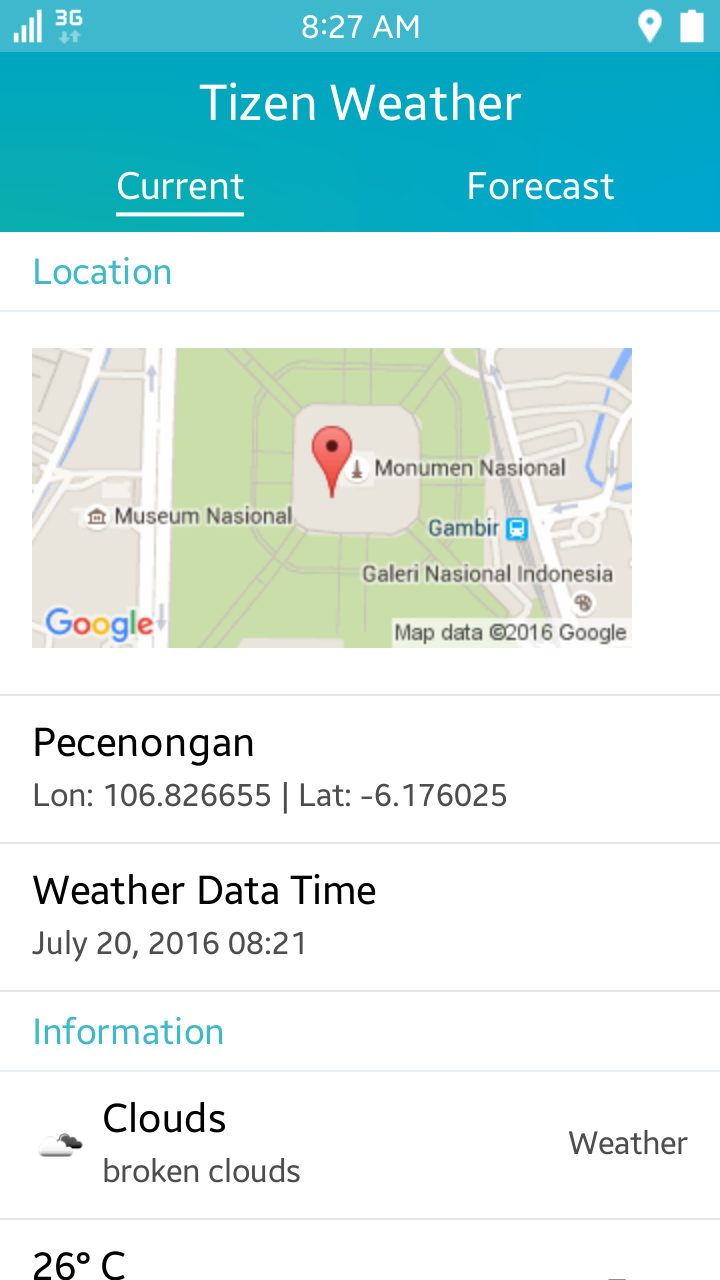 3G
8:27 AM
Tizen Weather
Current
Forecast
Location
Monumen Nasional
Museum Nasional
Gambir
Galeri Nasional Indonesia
Google
Map data ©2016 Google
Pecenongan
Lon: 106.826655 | Lat: -6.176025
Weather Data Time
July 20, 2016 08:21
Information
Clouds
broken clouds
Weather
26° C